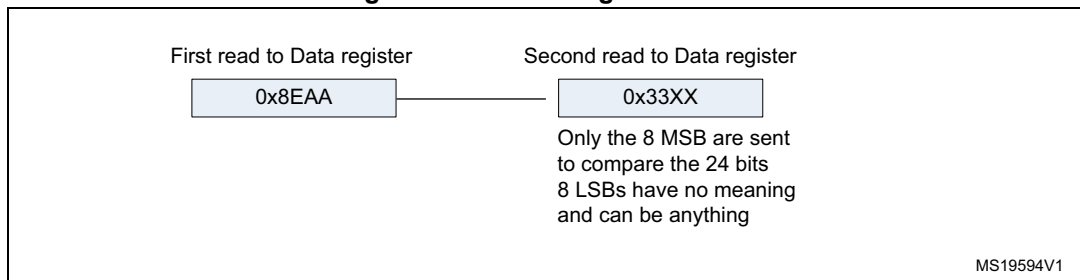 First read to Data register
Second read to Data register
0x8EAA
0x33XX
Only the 8 MSB are sent
to compare the 24 bits
8 LSBs have no meaning
and can be anything
MS19594V1